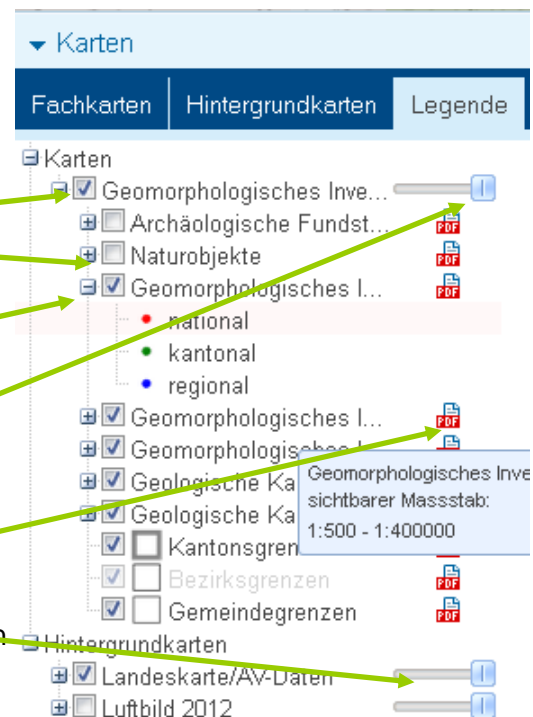 Karten
Fachkarten Hintergrundkarten Legende
Karten
Geomorphologisches Inve...
Archäologische Fundst... PDF
Naturobjekte PDF
Geomorphologisches I... PDF
national
kantonal
regional
Geomorphologisches I... PDF
Geomorphologisches I... PDF
Geologische Ka
Geologische Ka
Geomorphologisches Inve
sichtbarer Massstab:
1:500 - 1:400000
Kantonsgren
Bezirksgrenzen PDF
Gemeindegrenzen PDF
Hintergrundkarten
Landeskarte/AV-Daten
Luftbild 2012